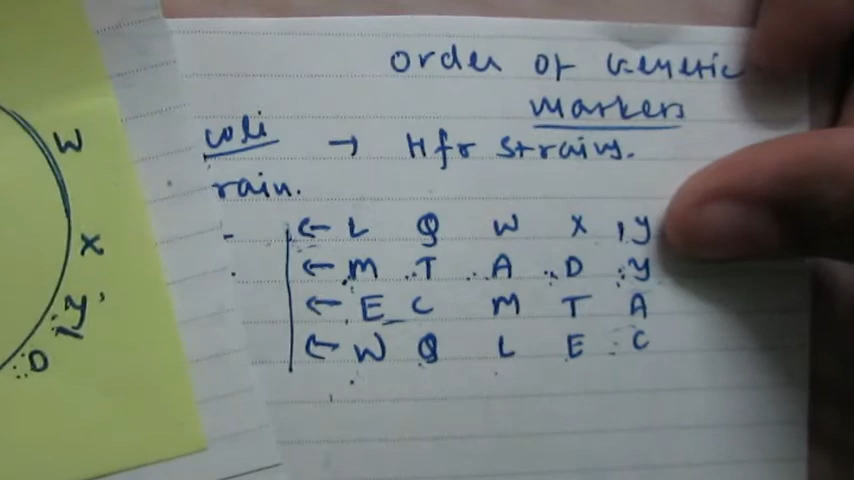 order of Genetic
markers
coli → Hfr strains.
rain.
← L Q W X Y
← M T A D Y
← E C M T A
← W Q L E C
W
X
Y
D